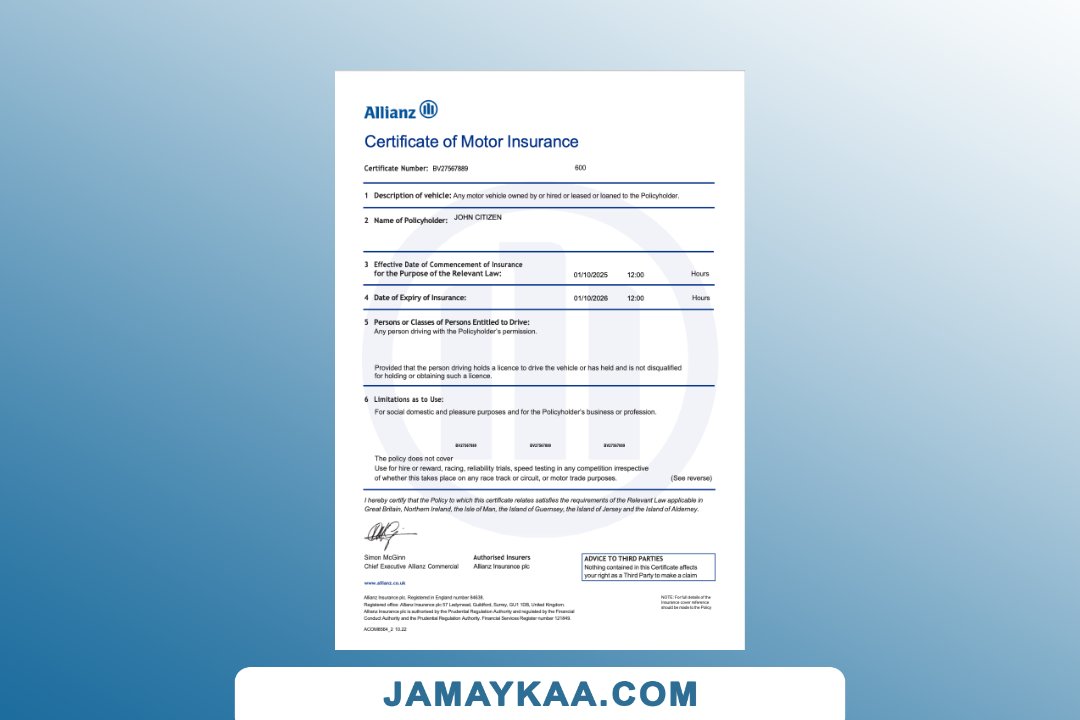 Allianz
Certificate of Motor Insurance
Certificate Number: BV27567889 600
1 Description of vehicle: Any motor vehicle owned by or hired or leased or loaned to the Policyholder.
2 Name of Policyholder: JOHN CITIZEN
3 Effective Date of Commencement of Insurance
for the Purpose of the Relevant Law: 01/10/2025 12:00 Hours
4 Date of Expiry of Insurance: 01/10/2026 12:00 Hours
5 Persons or Classes of Persons Entitled to Drive:
Any person driving with the Policyholder's permission.
Provided that the person driving holds a licence to drive the vehicle or has held and is not disqualified
for holding or obtaining such a licence.
6 Limitations as to Use:
For social domestic and pleasure purposes and for the Policyholder's business or profession.
BV27567889 BV27567889 BV27567889
The policy does not cover
Use for hire or reward, racing, reliability trials, speed testing in any competition irrespective
of whether this takes place on any race track or circuit, or motor trade purposes. (See reverse)
I hereby certify that the Policy to which this certificate relates satisfies the requirements of the Relevant Law applicable in
Great Britain, Northern Ireland, the Isle of Man, the Island of Guernsey, the Island of Jersey and the Island of Alderney.
Simon McGinn
Chief Executive Allianz Commercial
Authorised Insurers
Allianz Insurance plc
ADVICE TO THIRD PARTIES
Nothing contained in this Certificate affects
your right as a Third Party to make a claim
www.allianz.co.uk
Allianz Insurance plc. Registered in England number 84638.
Registered office: Allianz Insurance plc 57 Ladymead, Guildford, Surrey, GU1 1DB, United Kingdom.
Allianz Insurance plc is authorised by the Prudential Regulation Authority and regulated by the Financial
Conduct Authority and the Prudential Regulation Authority. Financial Services Register number 121849.
NOTE: For full details of the
insurance cover reference
should be made to the Policy
10.22
JAMAYKAA.COM